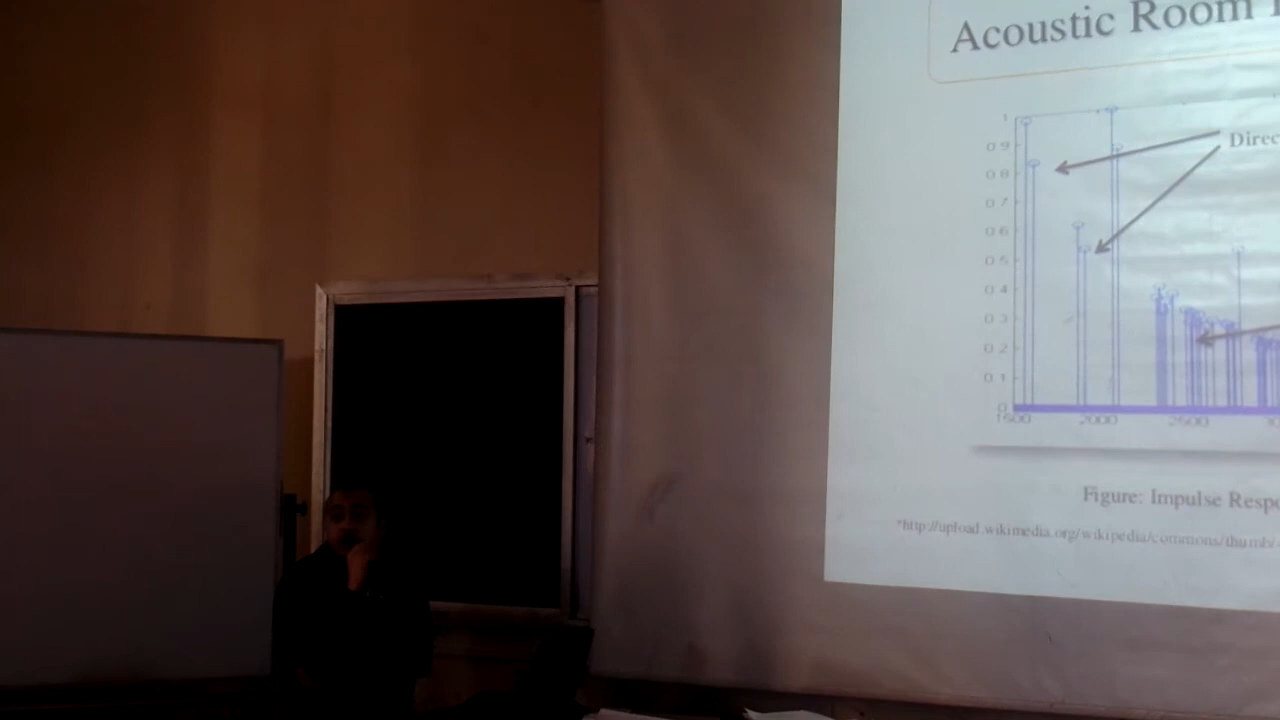 Acoustic Room
1
0.9
Direc
0.8
0.7
0.6
0.5
0.4
0.3
0.2
0.1
0
1500 2000 2500
Figure: Impulse Respo
*http://upload.wikimedia.org/wikipedia/commons/thumb/